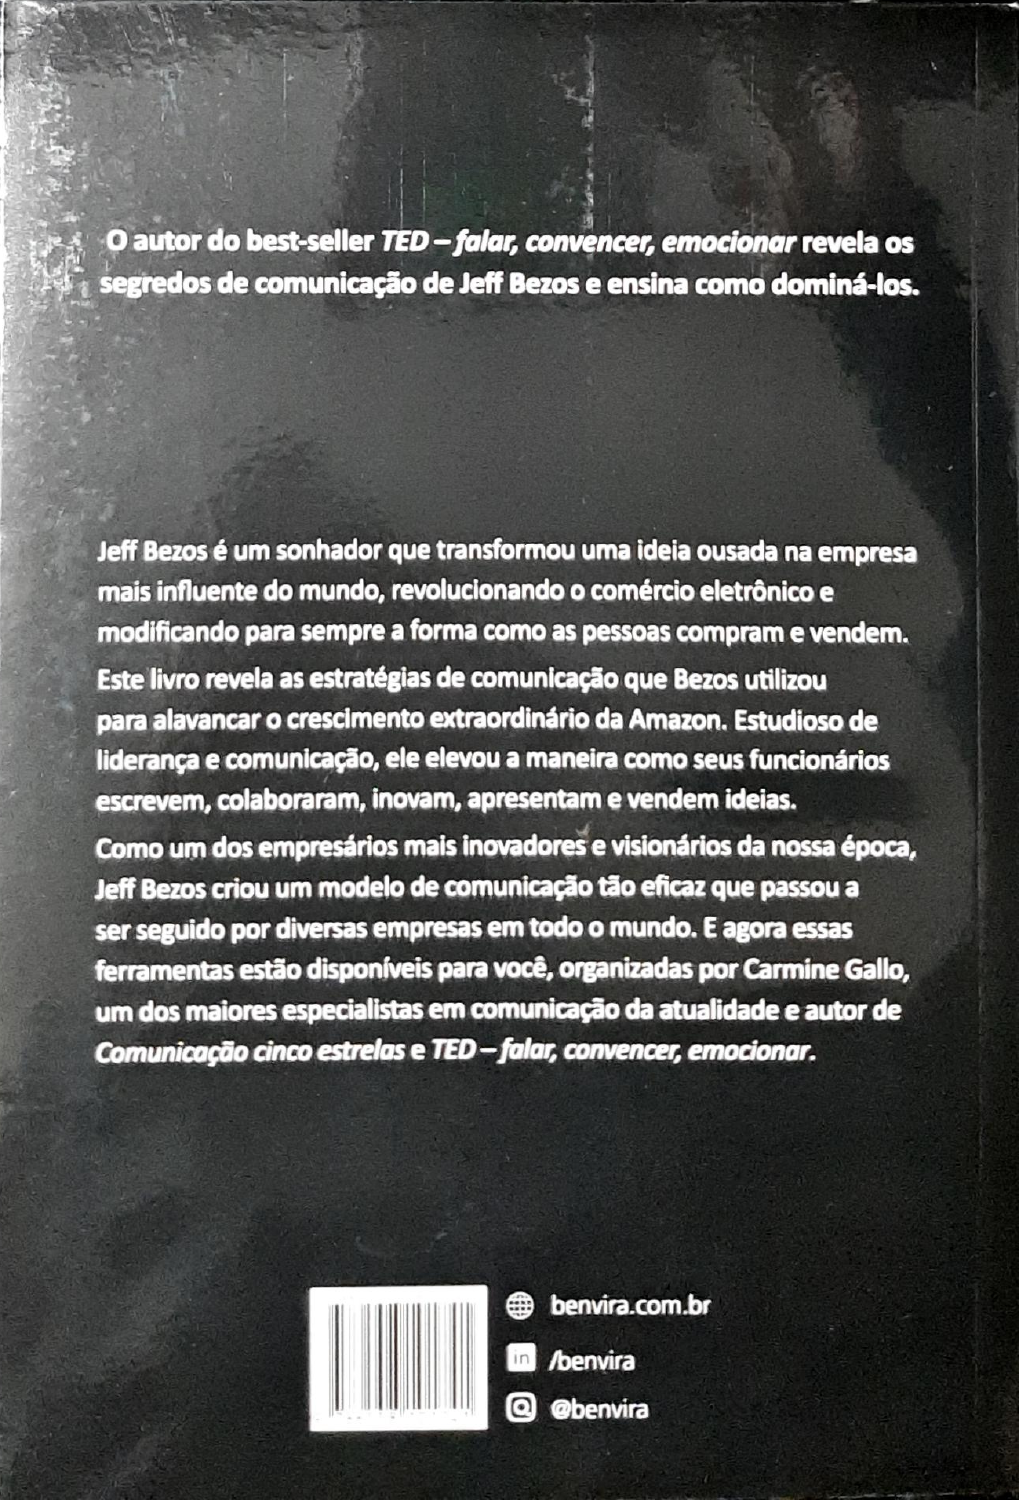 O autor do best-seller TED – falar, convencer, emocionar revela os
segredos de comunicação de Jeff Bezos e ensina como dominá-los.
Jeff Bezos é um sonhador que transformou uma ideia ousada na empresa
mais influente do mundo, revolucionando o comércio eletrônico e
modificando para sempre a forma como as pessoas compram e vendem.
Este livro revela as estratégias de comunicação que Bezos utilizou
para alavancar o crescimento extraordinário da Amazon. Estudioso de
liderança e comunicação, ele elevou a maneira como seus funcionários
escrevem, colaboraram, inovam, apresentam e vendem ideias.
Como um dos empresários mais inovadores e visionários da nossa época,
Jeff Bezos criou um modelo de comunicação tão eficaz que passou a
ser seguido por diversas empresas em todo o mundo. E agora essas
ferramentas estão disponíveis para você, organizadas por Carmine Gallo,
um dos maiores especialistas em comunicação da atualidade e autor de
Comunicação cinco estrelas e TED – falar, convencer, emocionar.
benvira.com.br
in /benvira
@benvira